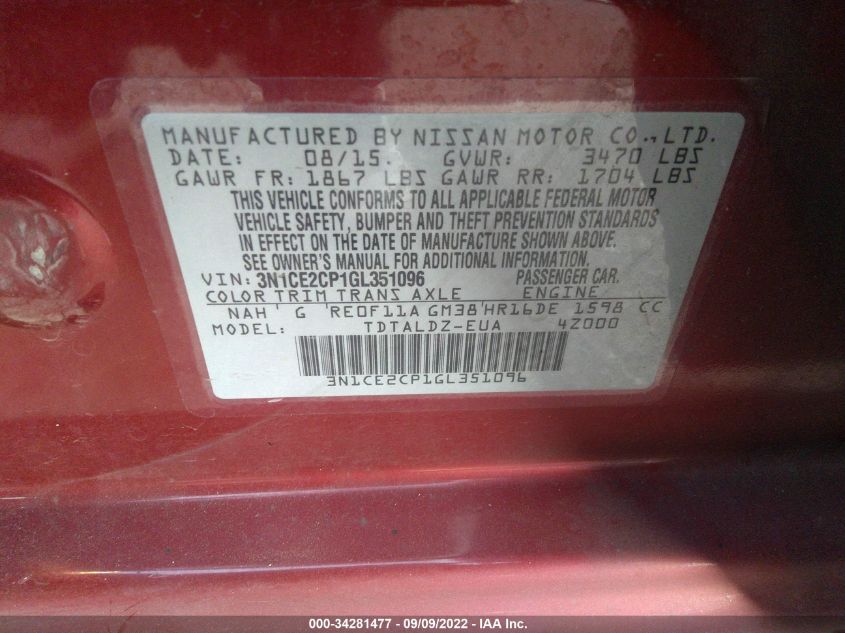 MANUFACTURED BY NISSAN MOTOR CO., LTD.
DATE: 08/15. GVWR: 3470 LBS
GAWR FR: 1867 LBS GAWR RR: 1704 LBS
THIS VEHICLE CONFORMS TO ALL APPLICABLE FEDERAL MOTOR
VEHICLE SAFETY, BUMPER AND THEFT PREVENTION STANDARDS
IN EFFECT ON THE DATE OF MANUFACTURE SHOWN ABOVE.
SEE OWNER'S MANUAL FOR ADDITIONAL INFORMATION.
VIN: 3N1CE2CP1GL351096 PASSENGER CAR.
COLOR TRIM TRANS AXLE ENGINE
NAH' G 'RE0F11A GM38'HR16DE 1598 CC
MODEL: TDTALDZ-EUA 4Z000
3N1CE2CP1GL351096
000-34281477 - 09/09/2022 - IAA Inc.